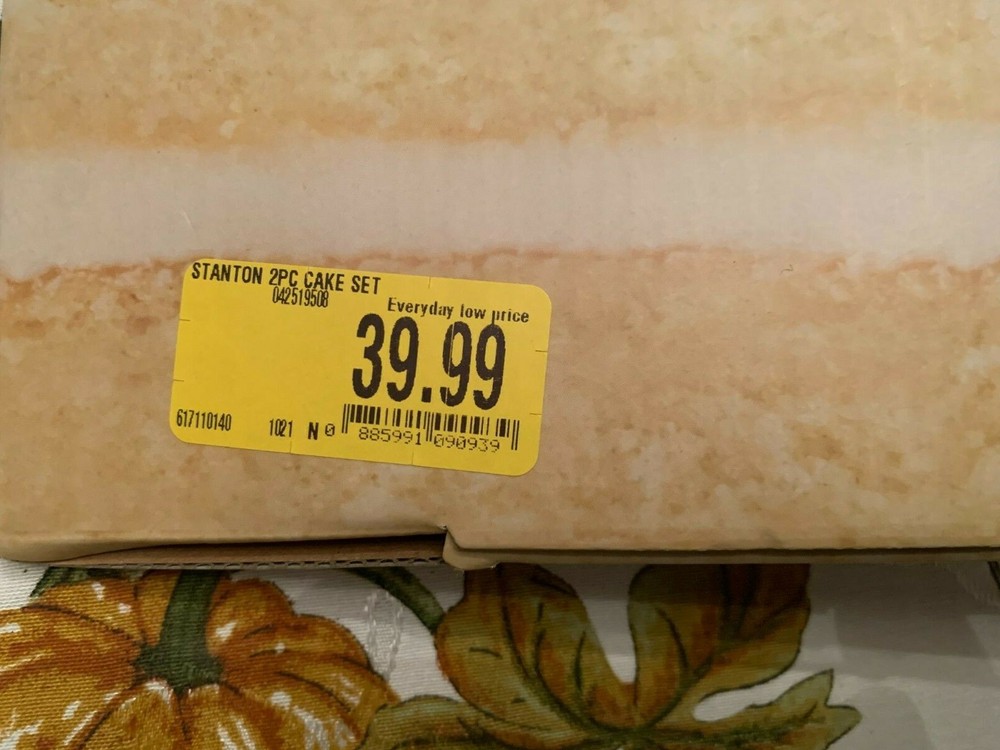 STANTON 2PC CAKE SET
042519508
Everyday low price
39.99
617110140 1021 N 0 885991 090939